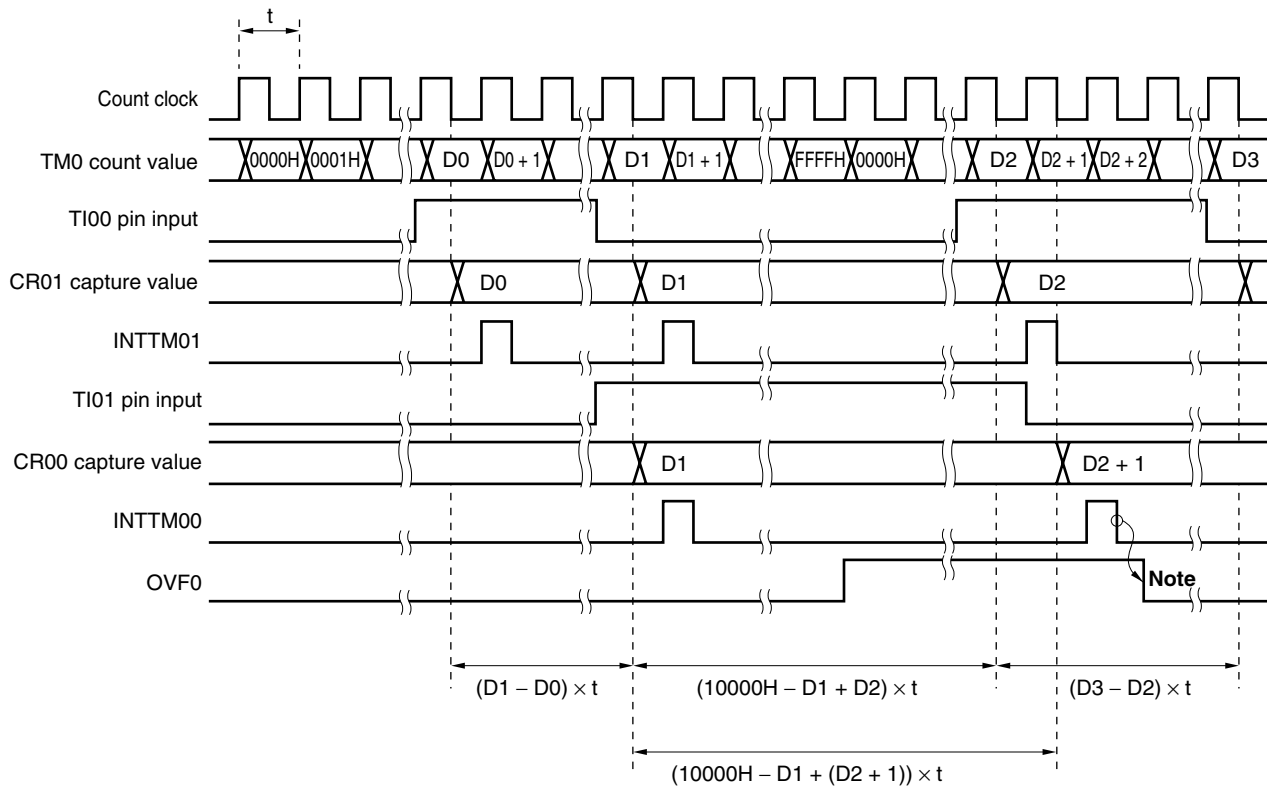 t
Count clock
TM0 count value 0000H 0001H D0 D0 + 1 D1 D1 + 1 FFFFH 0000H D2 D2 + 1 D2 + 2 D3
TI00 pin input
CR01 capture value D0 D1 D2
INTTM01
TI01 pin input
CR00 capture value D1 D2 + 1
INTTM00
OVF0 Note
(D1 – D0) × t (10000H – D1 + D2) × t (D3 – D2) × t
(10000H – D1 + (D2 + 1)) × t